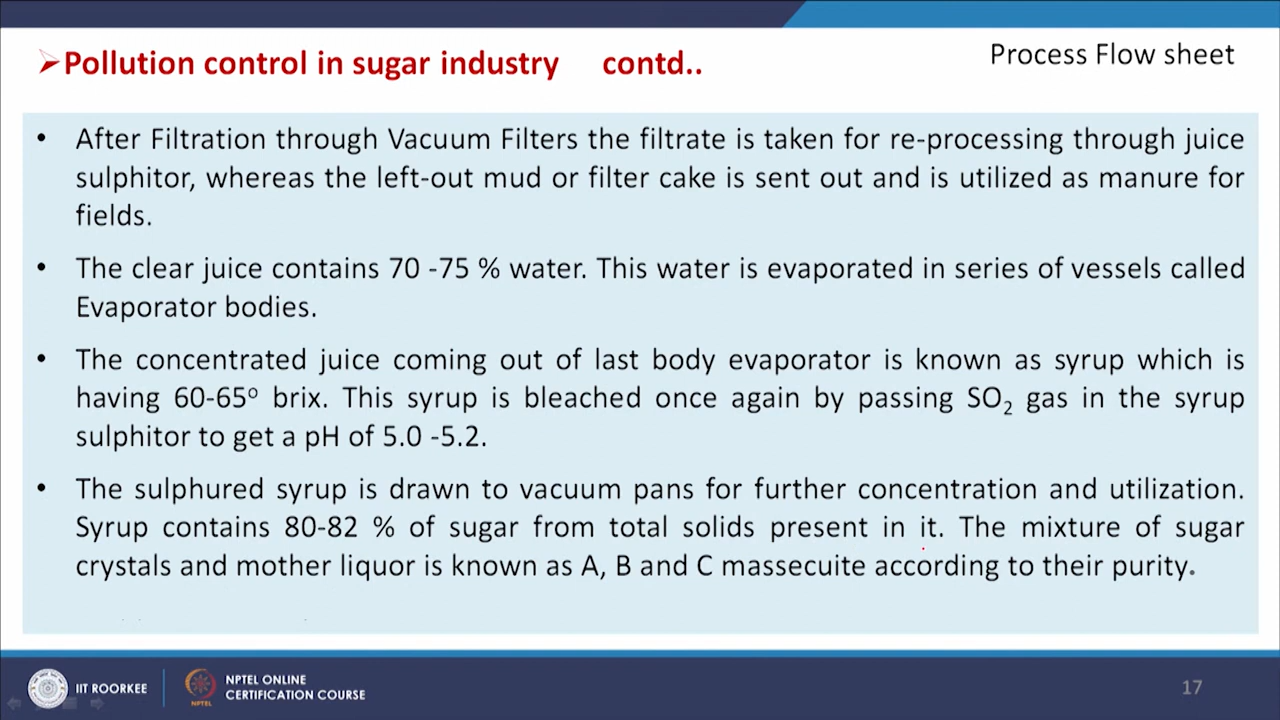 ➢Pollution control in sugar industry contd..
Process Flow sheet
• After Filtration through Vacuum Filters the filtrate is taken for re-processing through juice
sulphitor, whereas the left-out mud or filter cake is sent out and is utilized as manure for
fields.
• The clear juice contains 70 -75 % water. This water is evaporated in series of vessels called
Evaporator bodies.
• The concentrated juice coming out of last body evaporator is known as syrup which is
having 60-65º brix. This syrup is bleached once again by passing SO₂ gas in the syrup
sulphitor to get a pH of 5.0 -5.2.
• The sulphured syrup is drawn to vacuum pans for further concentration and utilization.
Syrup contains 80-82 % of sugar from total solids present in it. The mixture of sugar
crystals and mother liquor is known as A, B and C massecuite according to their purity.
IIT ROORKEE
NPTEL
NPTEL ONLINE
CERTIFICATION COURSE
17